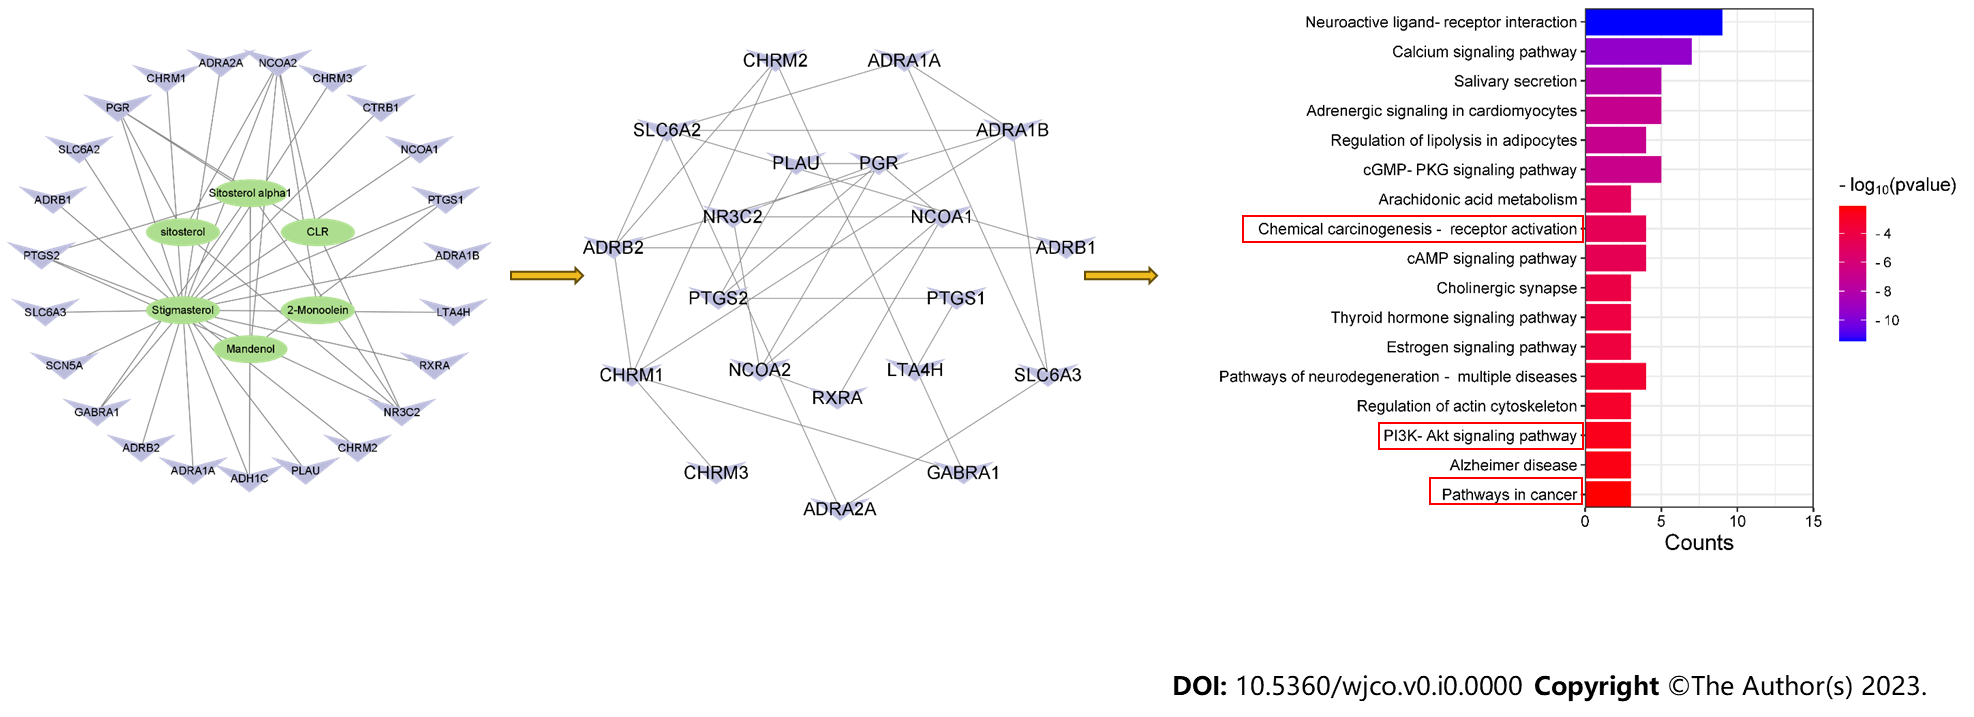 ADRA2A
NCOA2
CHRM1
CHRM3
PGR
CTRB1
SLC6A2
NCOA1
ADRB1
PTGS1
Sitosterol alpha1
sitosterol
CLR
PTGS2
ADRA1B
SLC6A3
Stigmasterol
2-Monoolein
LTA4H
Mandenol
SCN5A
RXRA
GABRA1
NR3C2
ADRB2
CHRM2
ADRA1A
ADH1C
PLAU
CHRM2
ADRA1A
SLC6A2
ADRA1B
PLAU
PGR
NR3C2
NCOA1
ADRB2
ADRB1
PTGS2
PTGS1
CHRM1
NCOA2
LTA4H
SLC6A3
RXRA
CHRM3
GABRA1
ADRA2A
Neuroactive ligand- receptor interaction
Calcium signaling pathway
Salivary secretion
Adrenergic signaling in cardiomyocytes
Regulation of lipolysis in adipocytes
cGMP- PKG signaling pathway
Arachidonic acid metabolism
Chemical carcinogenesis - receptor activation
cAMP signaling pathway
Cholinergic synapse
Thyroid hormone signaling pathway
Estrogen signaling pathway
Pathways of neurodegeneration - multiple diseases
Regulation of actin cytoskeleton
PI3K- Akt signaling pathway
Alzheimer disease
Pathways in cancer
0 5 10 15
Counts
- log10(pvalue)
- 4
- 6
- 8
- 10
DOI: 10.5360/wjco.v0.i0.0000 Copyright ©The Author(s) 2023.